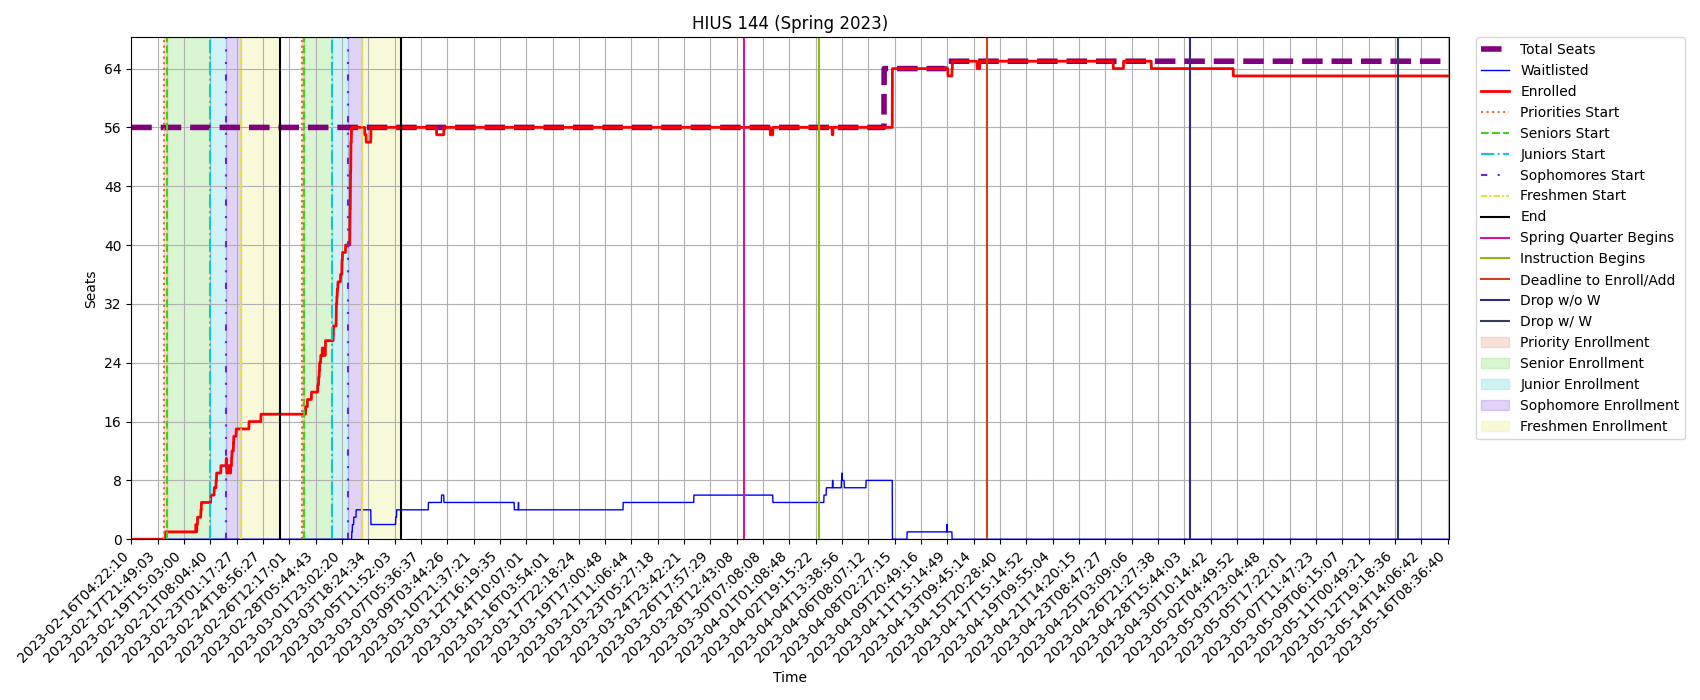 HIUS 144 (Spring 2023)
64
56
48
40
32
24
16
8
0
Seats
2023-02-16T04:22:10
2023-02-17T21:49:03
2023-02-19T15:03:00
2023-02-21T08:04:40
2023-02-23T01:17:27
2023-02-24T18:56:27
2023-02-26T12:17:01
2023-02-28T05:44:43
2023-03-01T23:02:20
2023-03-03T18:24:34
2023-03-05T11:52:03
2023-03-07T05:36:37
2023-03-09T03:44:26
2023-03-10T21:37:21
2023-03-12T16:19:35
2023-03-14T10:07:01
2023-03-16T03:54:01
2023-03-17T22:18:24
2023-03-19T17:00:48
2023-03-21T11:06:44
2023-03-23T05:27:18
2023-03-24T23:42:21
2023-03-26T17:57:29
2023-03-28T12:43:08
2023-03-30T07:08:08
2023-04-01T01:08:48
2023-04-02T19:15:22
2023-04-04T13:38:56
2023-04-06T08:07:12
2023-04-08T02:27:15
2023-04-09T20:49:16
2023-04-11T15:14:49
2023-04-13T09:45:14
2023-04-15T20:28:40
2023-04-17T15:14:52
2023-04-19T09:55:04
2023-04-21T14:20:15
2023-04-23T08:47:27
2023-04-25T03:09:06
2023-04-26T21:27:38
2023-04-28T15:44:03
2023-04-30T10:14:42
2023-05-02T04:49:52
2023-05-03T23:04:48
2023-05-05T17:22:01
2023-05-07T11:47:23
2023-05-09T06:15:07
2023-05-11T00:49:21
2023-05-12T19:18:36
2023-05-14T14:06:42
2023-05-16T08:36:40
Time
Total Seats
Waitlisted
Enrolled
Priorities Start
Seniors Start
Juniors Start
Sophomores Start
Freshmen Start
End
Spring Quarter Begins
Instruction Begins
Deadline to Enroll/Add
Drop w/o W
Drop w/ W
Priority Enrollment
Senior Enrollment
Junior Enrollment
Sophomore Enrollment
Freshmen Enrollment